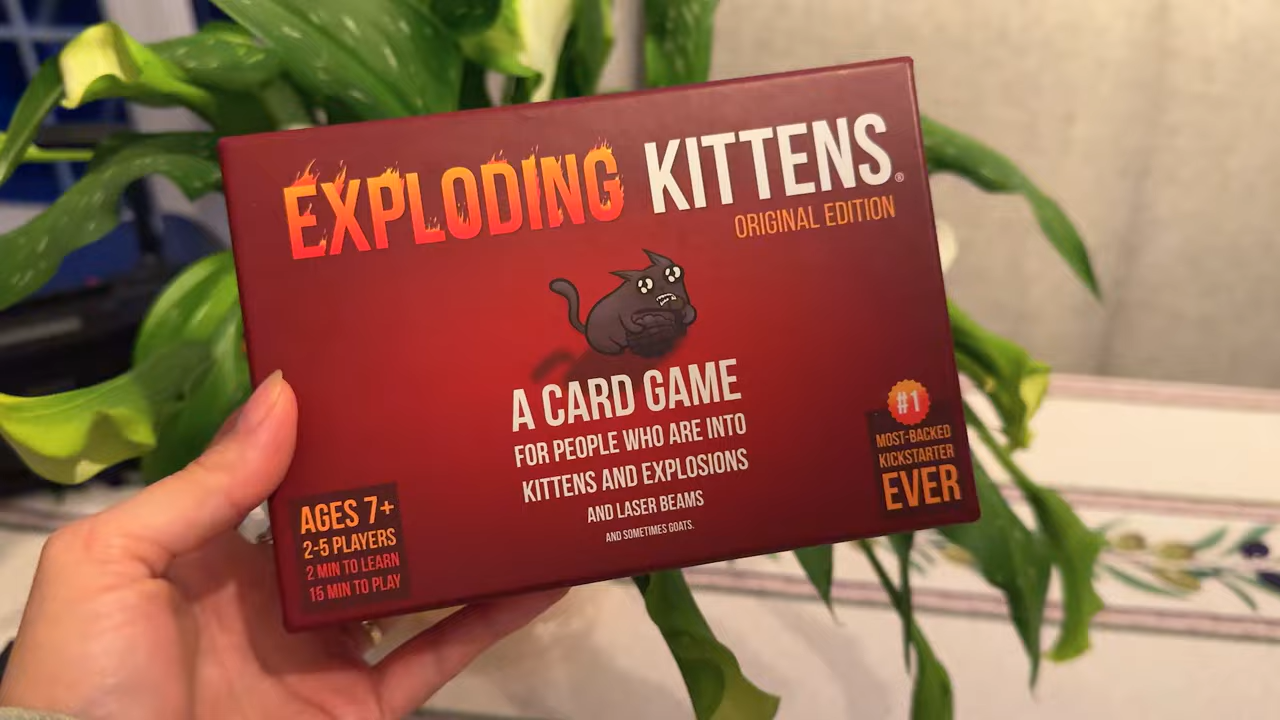 EXPLODING KITTENS®
ORIGINAL EDITION
A CARD GAME
FOR PEOPLE WHO ARE INTO
KITTENS AND EXPLOSIONS
AND LASER BEAMS
AND SOMETIMES GOATS.
AGES 7+
2-5 PLAYERS
2 MIN TO LEARN
15 MIN TO PLAY
#1
MOST-BACKED
KICKSTARTER
EVER